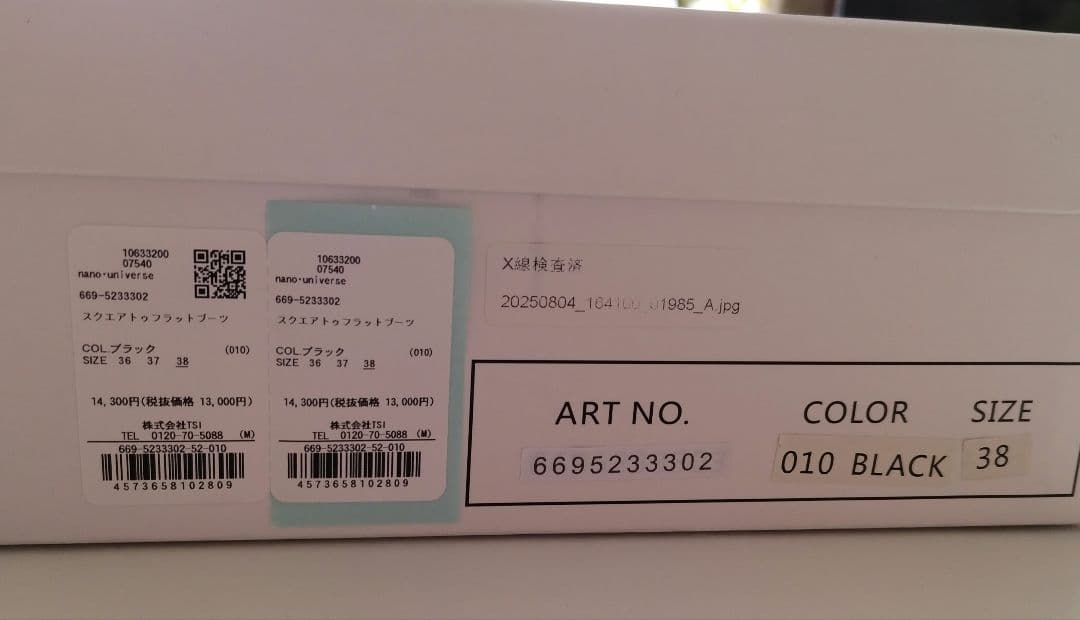 10633200
07540
nano・universe
669-5233302
スクエアトゥフラットブーツ
COL.ブラック (010)
SIZE 36 37 38
14,300円(税抜価格 13,000円)
株式会社TSI
TEL 0120-70-5088 (M)
669-5233302-52-010
4573658102809
10633200
07540
nano・universe
669-5233302
スクエアトゥフラットブーツ
COL.ブラック (010)
SIZE 36 37 38
14,300円(税抜価格 13,000円)
株式会社TSI
TEL 0120-70-5088 (M)
669-5233302-52-010
4573658102809
X線検査済
ART NO. COLOR SIZE
6695233302 010 BLACK 38